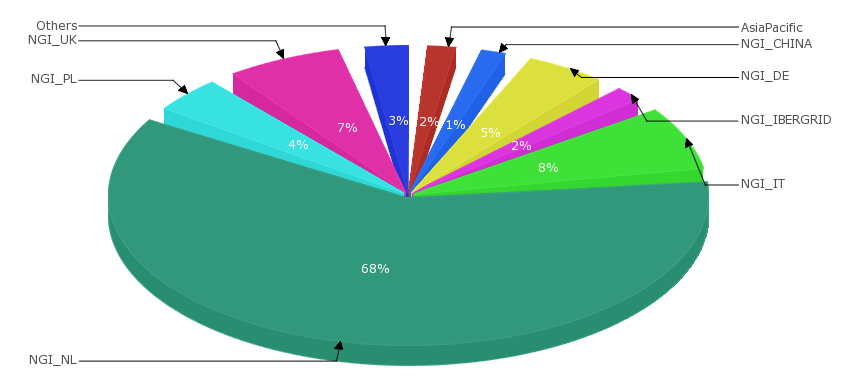 Others
NGI_UK
NGI_PL
NGI_NL
AsiaPacific
NGI_CHINA
NGI_DE
NGI_IBERGRID
NGI_IT
3%
2%
1%
7%
5%
4%
2%
8%
68%